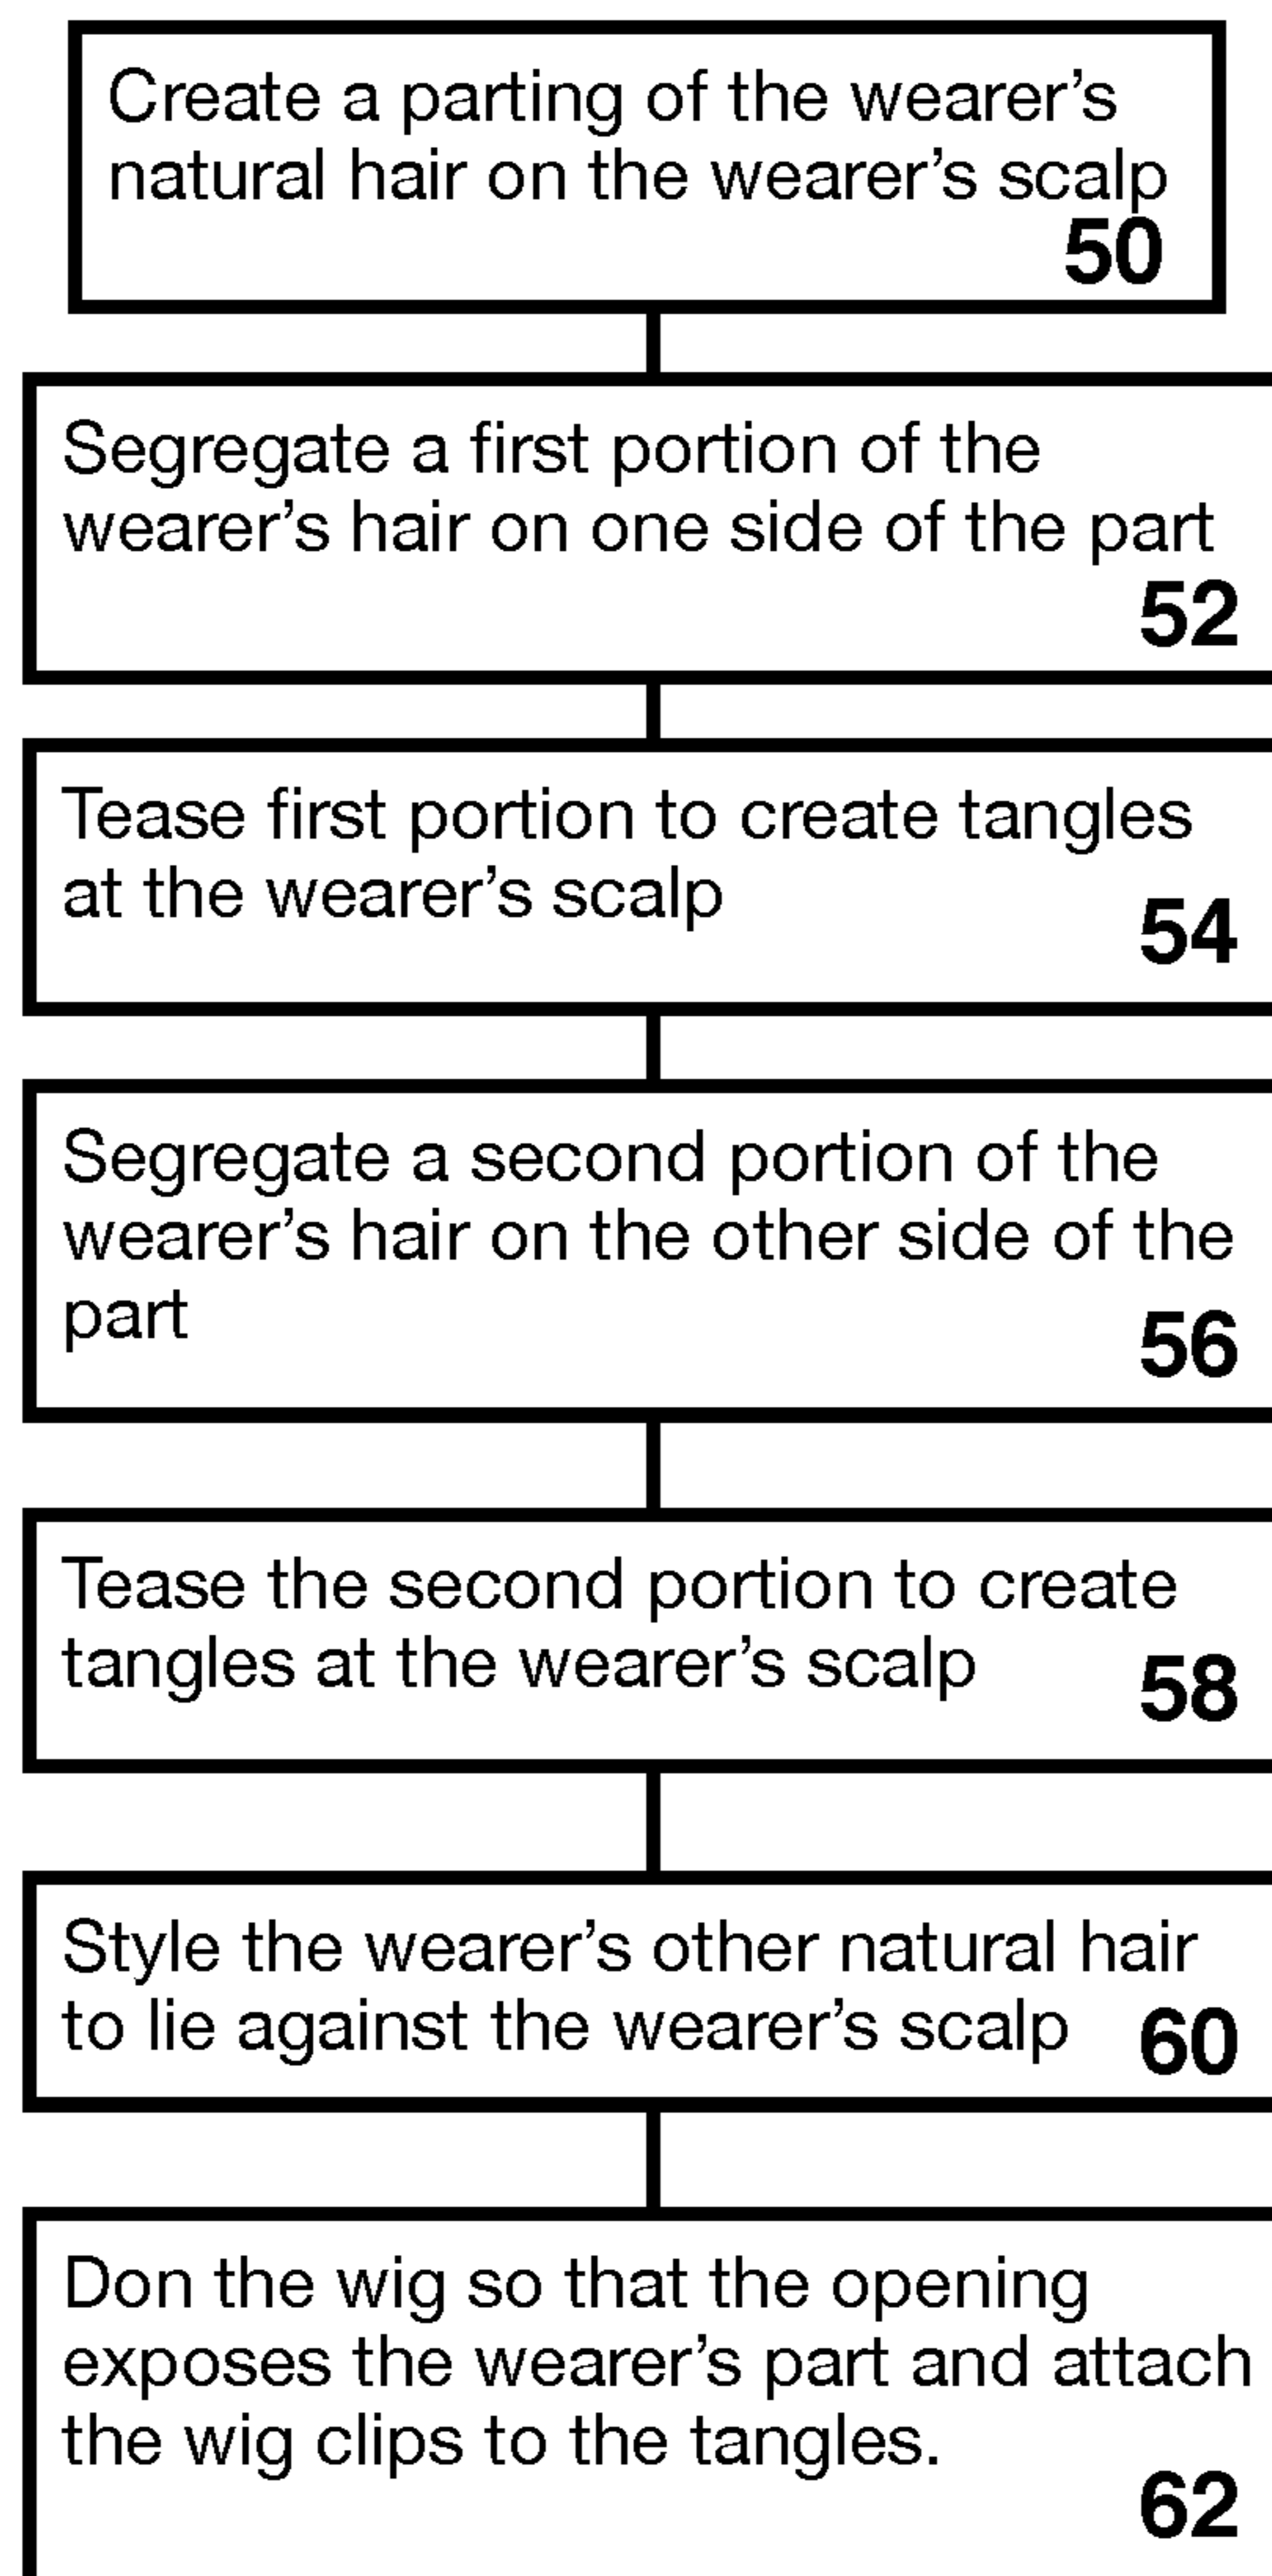 Create a parting of the wearer's
natural hair on the wearer's scalp
50
Segregate a first portion of the
wearer's hair on one side of the part
52
Tease first portion to create tangles
at the wearer's scalp
54
Segregate a second portion of the
wearer's hair on the other side of the
part
56
Tease the second portion to create
tangles at the wearer's scalp
58
Style the wearer's other natural hair
to lie against the wearer's scalp
60
Don the wig so that the opening
exposes the wearer's part and attach
the wig clips to the tangles.
62